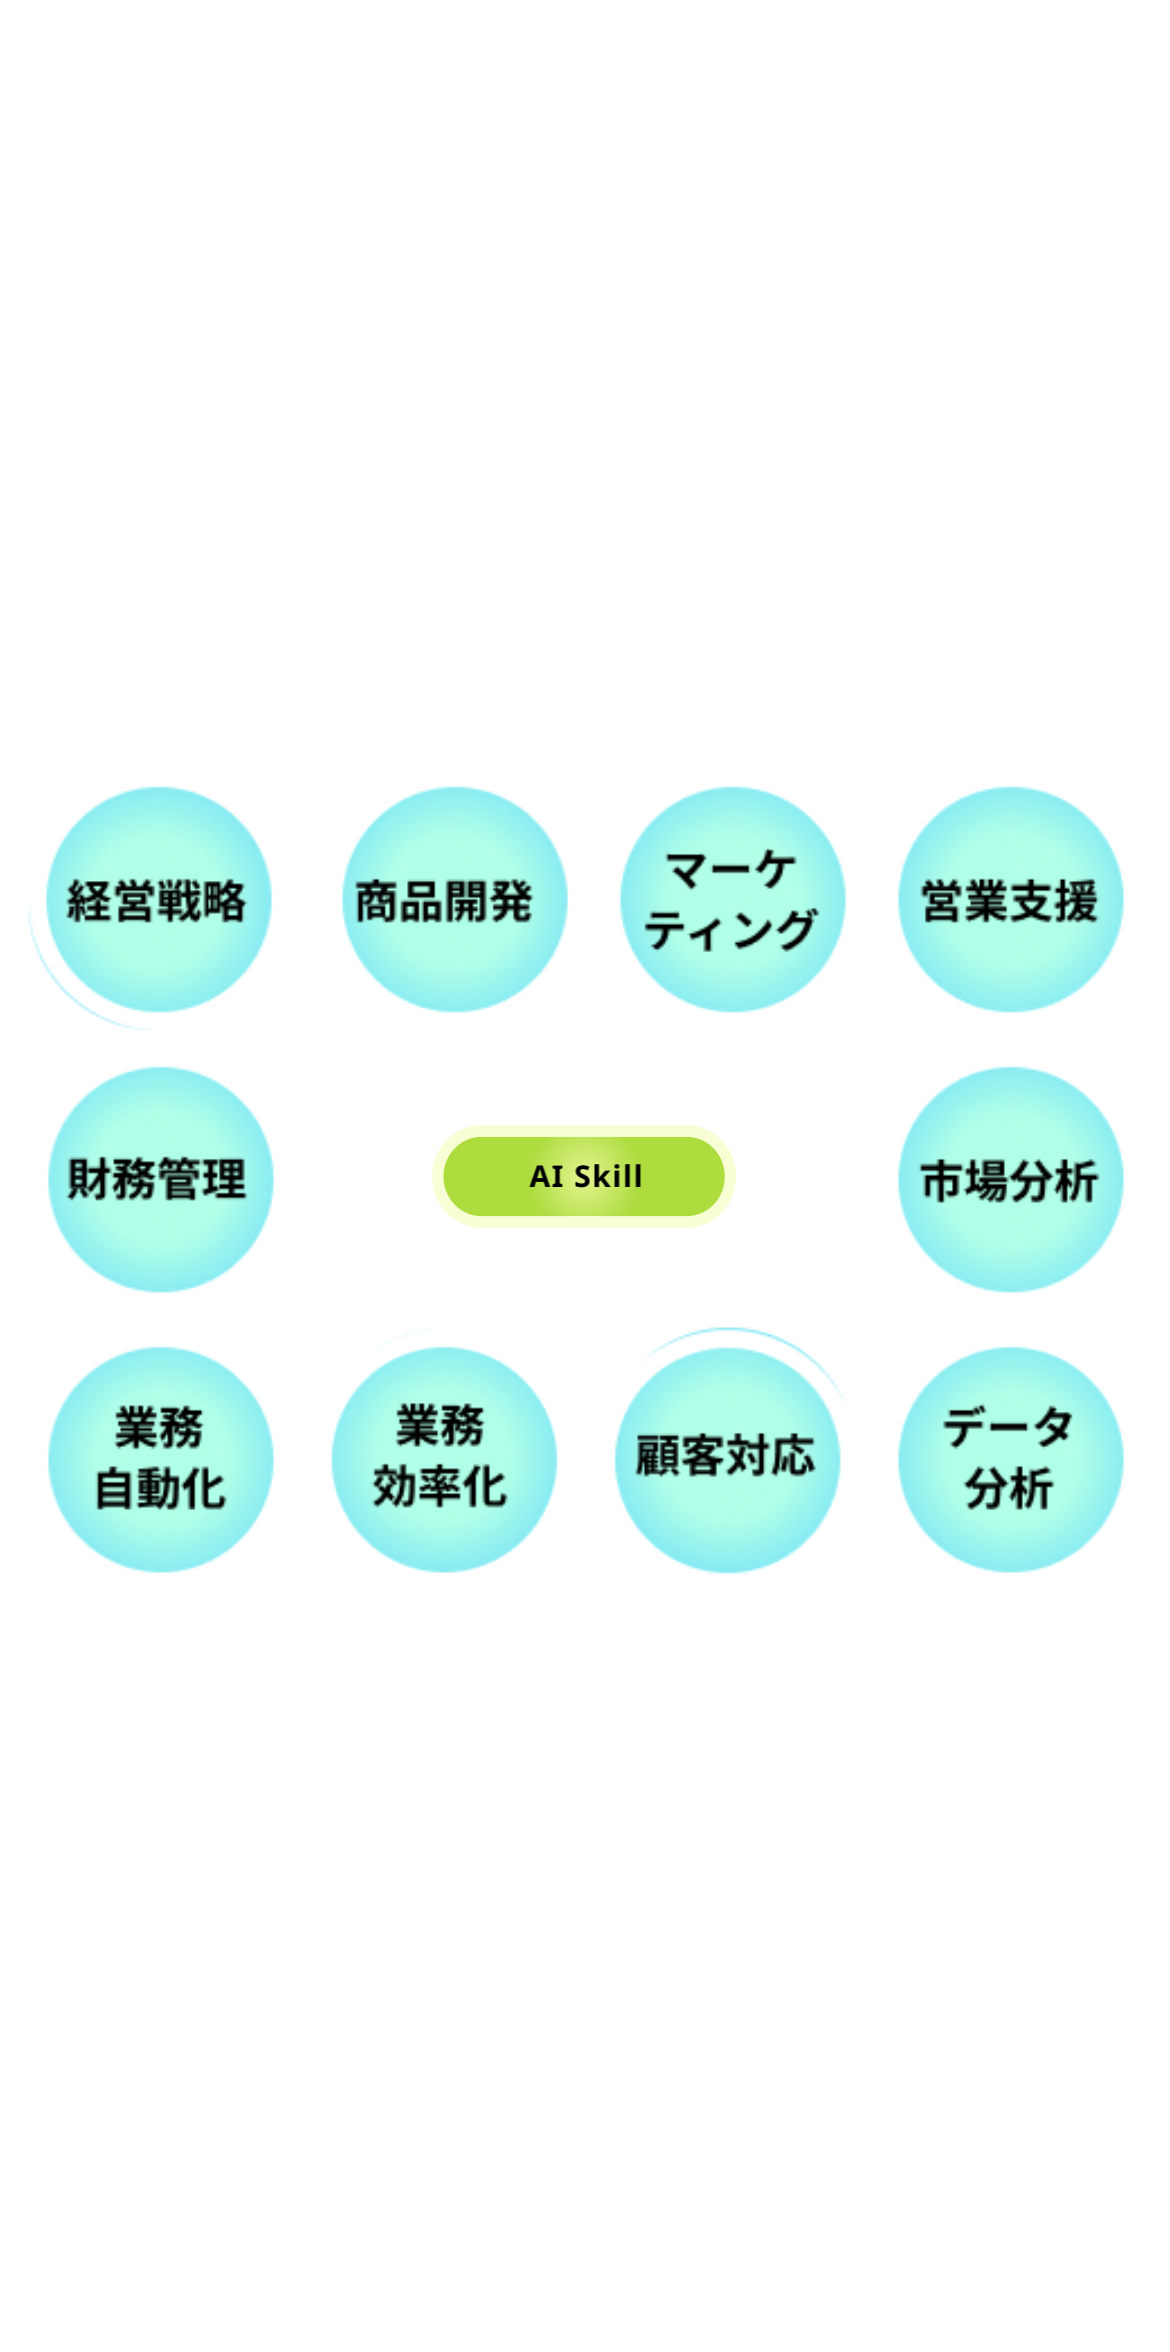 経営戦略
商品開発
マーケ
ティング
営業支援
財務管理
AI Skill
市場分析
業務
自動化
業務
効率化
顧客対応
データ
分析